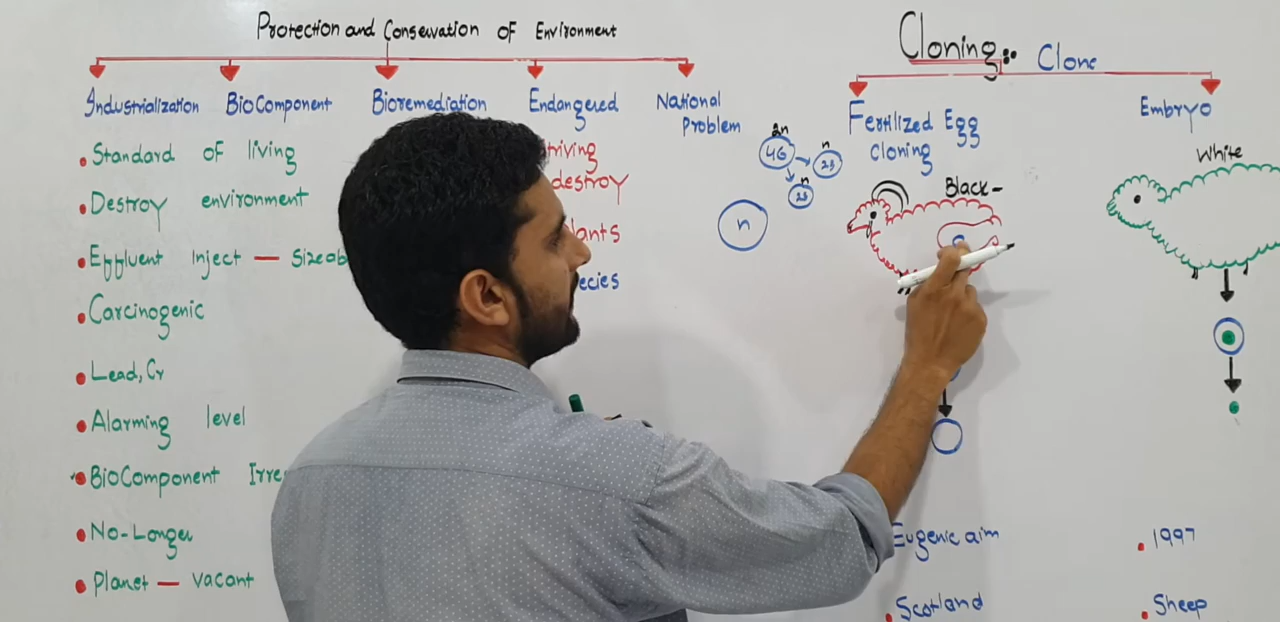 Protection and Conservation of Environment
Industrialization
BioComponent
Bioremediation
Endangered
National
Problem
Standard of living
Destroy environment
Effluent Inject — Sizeab
Carcinogenic
Lead, Cr
Alarming level
BioComponent Irre
No-Longer
Planet — vacant
triving
destroy
lants
ecies
Cloning:
Clone
Fertilized Egg
cloning
Embryo
2n
46
n
23
n
23
n
Black-
White
Eugenic aim
1997
Scotland
Sheep